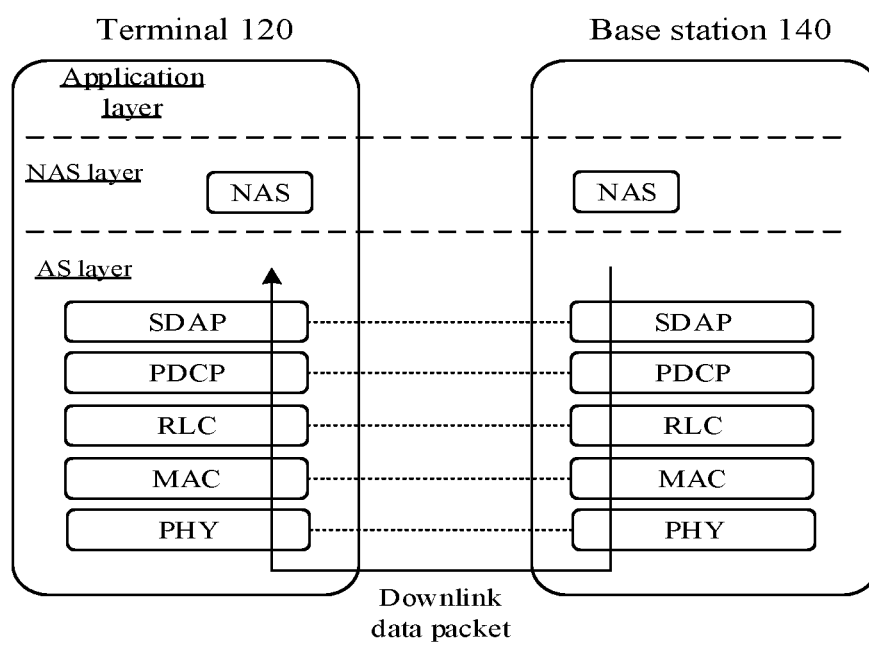 Terminal 120
Base station 140
Application
layer
NAS layer
NAS
NAS
AS layer
SDAP
SDAP
PDCP
PDCP
RLC
RLC
MAC
MAC
PHY
PHY
Downlink
data packet